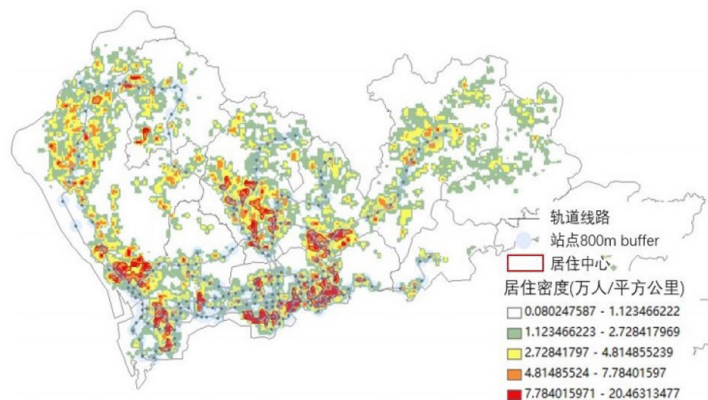 轨道线路
站点800m buffer
居住中心
居住密度(万人/平方公里)
0.080247587 - 1.123466222
1.123466223 - 2.728417969
2.72841797 - 4.814855239
4.81485524 - 7.78401597
7.784015971 - 20.46313477